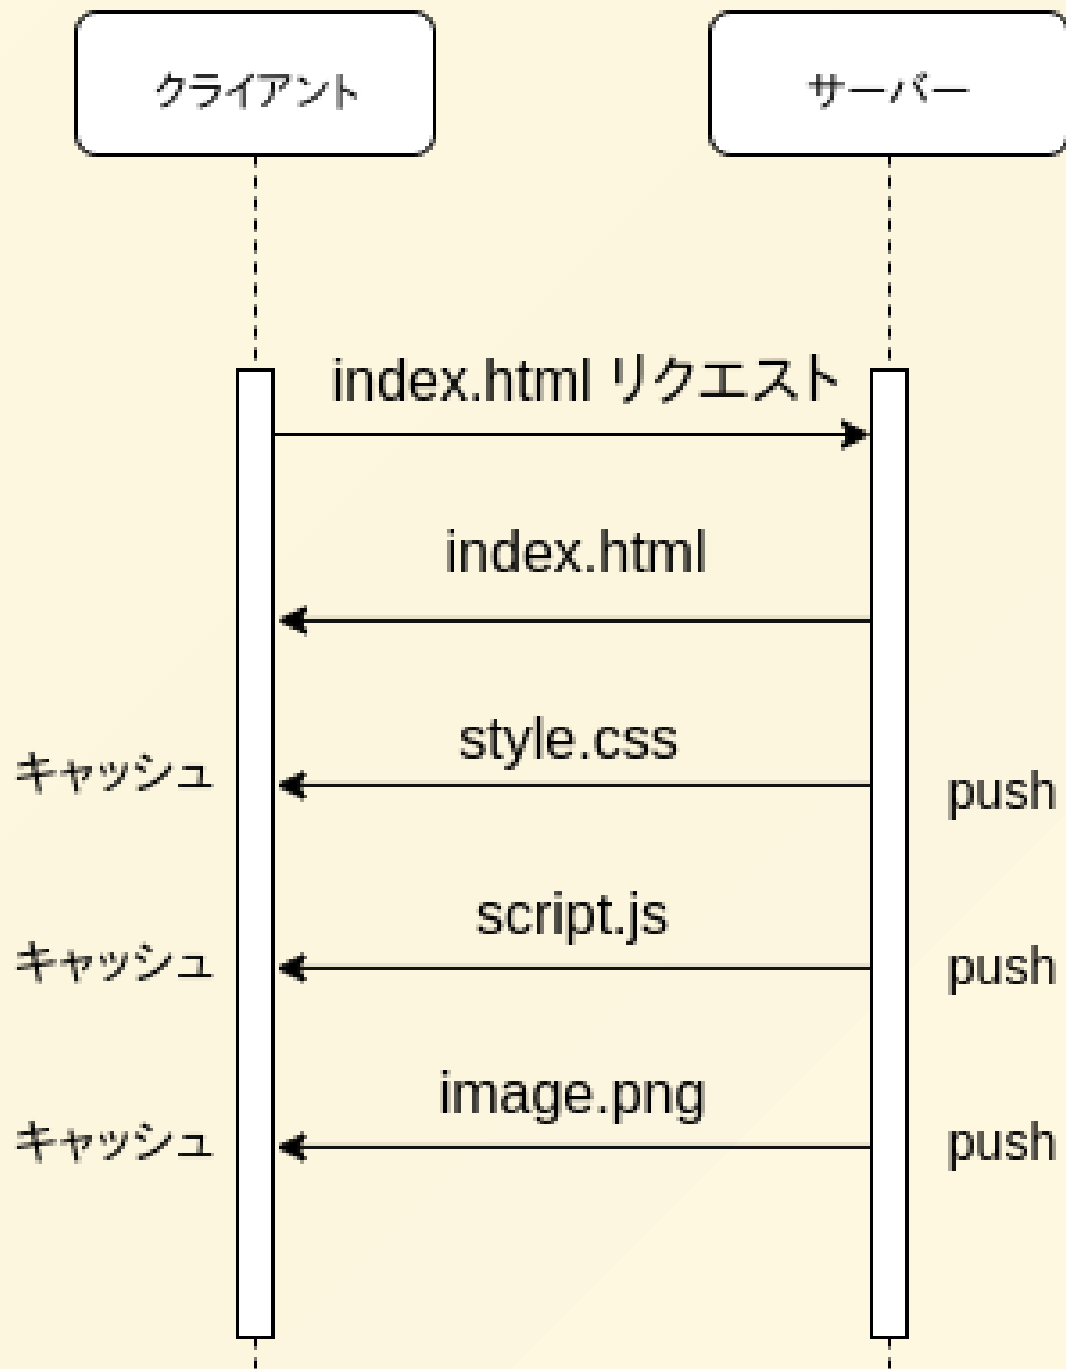 クライアント
サーバー
index.html リクエスト
index.html
style.css
キャッシュ
push
script.js
キャッシュ
push
image.png
キャッシュ
push